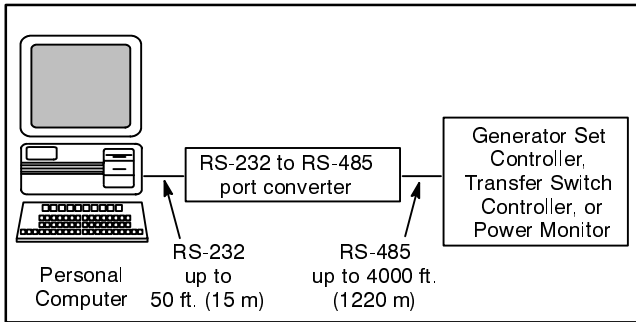 RS-232 to RS-485
port converter
Generator Set
Controller,
Transfer Switch
Controller, or
Power Monitor
Personal
Computer
RS-232
up to
50 ft. (15 m)
RS-485
up to 4000 ft.
(1220 m)